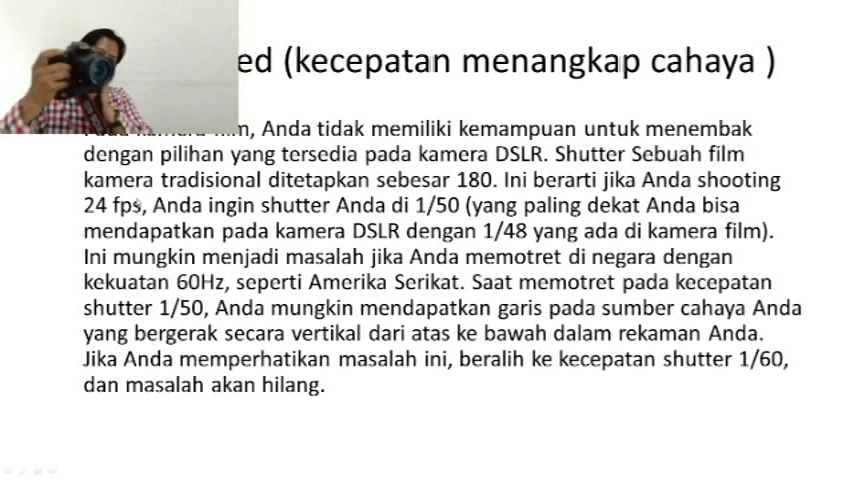 ed (kecepatan menangkap cahaya )
film, Anda tidak memiliki kemampuan untuk menembak
dengan pilihan yang tersedia pada kamera DSLR. Shutter Sebuah film
kamera tradisional ditetapkan sebesar 180. Ini berarti jika Anda shooting
24 fps, Anda ingin shutter Anda di 1/50 (yang paling dekat Anda bisa
mendapatkan pada kamera DSLR dengan 1/48 yang ada di kamera film).
Ini mungkin menjadi masalah jika Anda memotret di negara dengan
kekuatan 60Hz, seperti Amerika Serikat. Saat memotret pada kecepatan
shutter 1/50, Anda mungkin mendapatkan garis pada sumber cahaya Anda
yang bergerak secara vertikal dari atas ke bawah dalam rekaman Anda.
Jika Anda memperhatikan masalah ini, beralih ke kecepatan shutter 1/60,
dan masalah akan hilang.